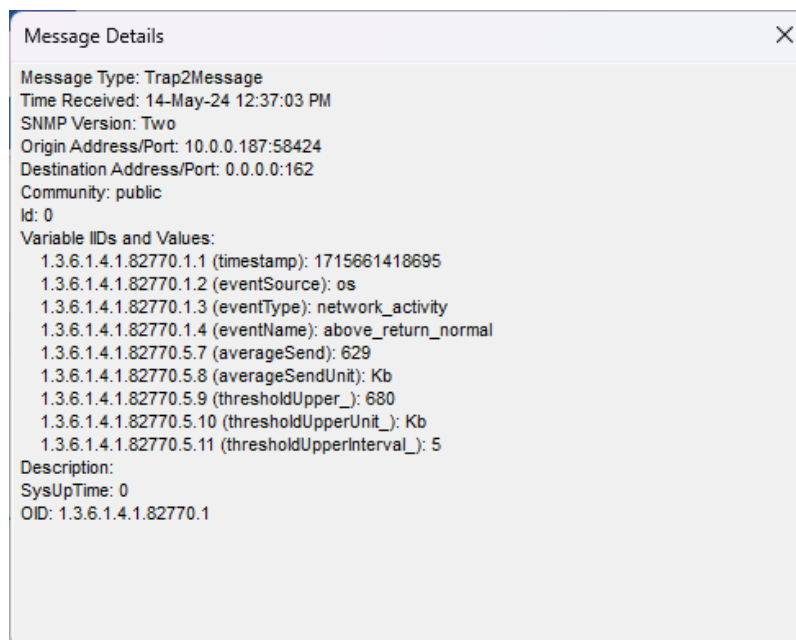 Message Details
Message Type: Trap2Message
Time Received: 14-May-24 12:37:03 PM
SNMP Version: Two
Origin Address/Port: 10.0.0.187:58424
Destination Address/Port: 0.0.0.0:162
Community: public
Id: 0
Variable IIDs and Values:
1.3.6.1.4.1.82770.1.1 (timestamp): 1715661418695
1.3.6.1.4.1.82770.1.2 (eventSource): os
1.3.6.1.4.1.82770.1.3 (eventType): network_activity
1.3.6.1.4.1.82770.1.4 (eventName): above_return_normal
1.3.6.1.4.1.82770.5.7 (averageSend): 629
1.3.6.1.4.1.82770.5.8 (averageSendUnit): Kb
1.3.6.1.4.1.82770.5.9 (thresholdUpper_): 680
1.3.6.1.4.1.82770.5.10 (thresholdUpperUnit_): Kb
1.3.6.1.4.1.82770.5.11 (thresholdUpperInterval_): 5
Description:
SysUpTime: 0
OID: 1.3.6.1.4.1.82770.1